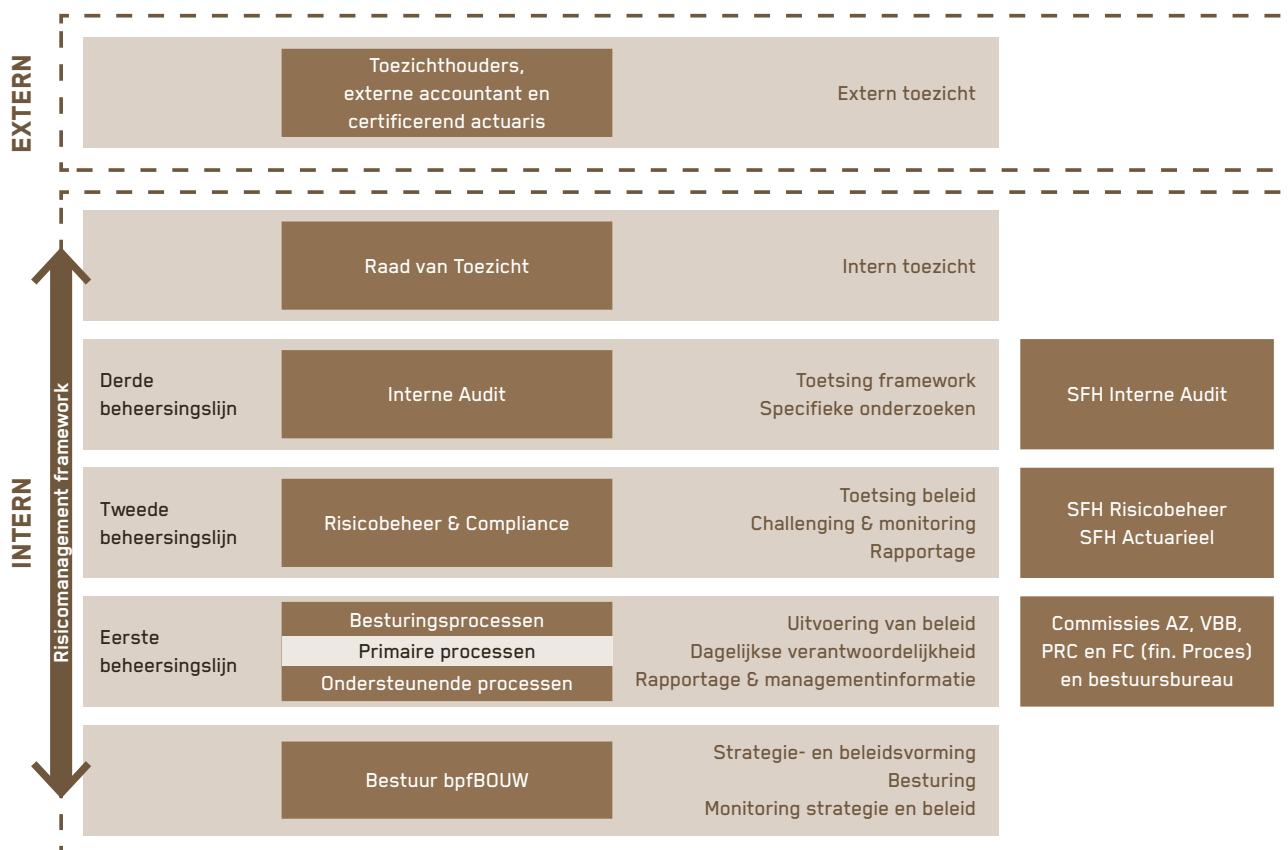 EXTERN
Toezichthouders,
externe accountant en
certificerend actuaris
Extern toezicht
INTERN
Risicomanagement framework
Raad van Toezicht
Intern toezicht
Derde
beheersingslijn
Interne Audit
Toetsing framework
Specifieke onderzoeken
SFH Interne Audit
Tweede
beheersingslijn
Risicobeheer & Compliance
Toetsing beleid
Challenging & monitoring
Rapportage
SFH Risicobeheer
SFH Actuarieel
Eerste
beheersingslijn
Besturingsprocessen
Primaire processen
Ondersteunende processen
Uitvoering van beleid
Dagelijkse verantwoordelijkheid
Rapportage & managementinformatie
Commissies AZ, VBB,
PRC en FC (fin. Proces)
en bestuursbureau
Bestuur bpfBOUW
Strategie- en beleidsvorming
Besturing
Monitoring strategie en beleid